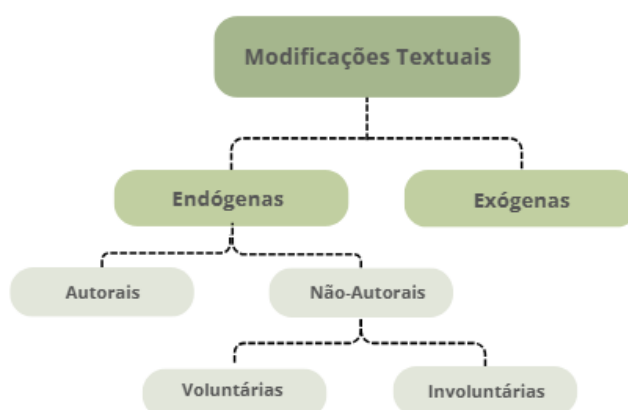 Modificações Textuais
Endógenas
Exógenas
Autorais
Não-Autorais
Voluntárias
Involuntárias